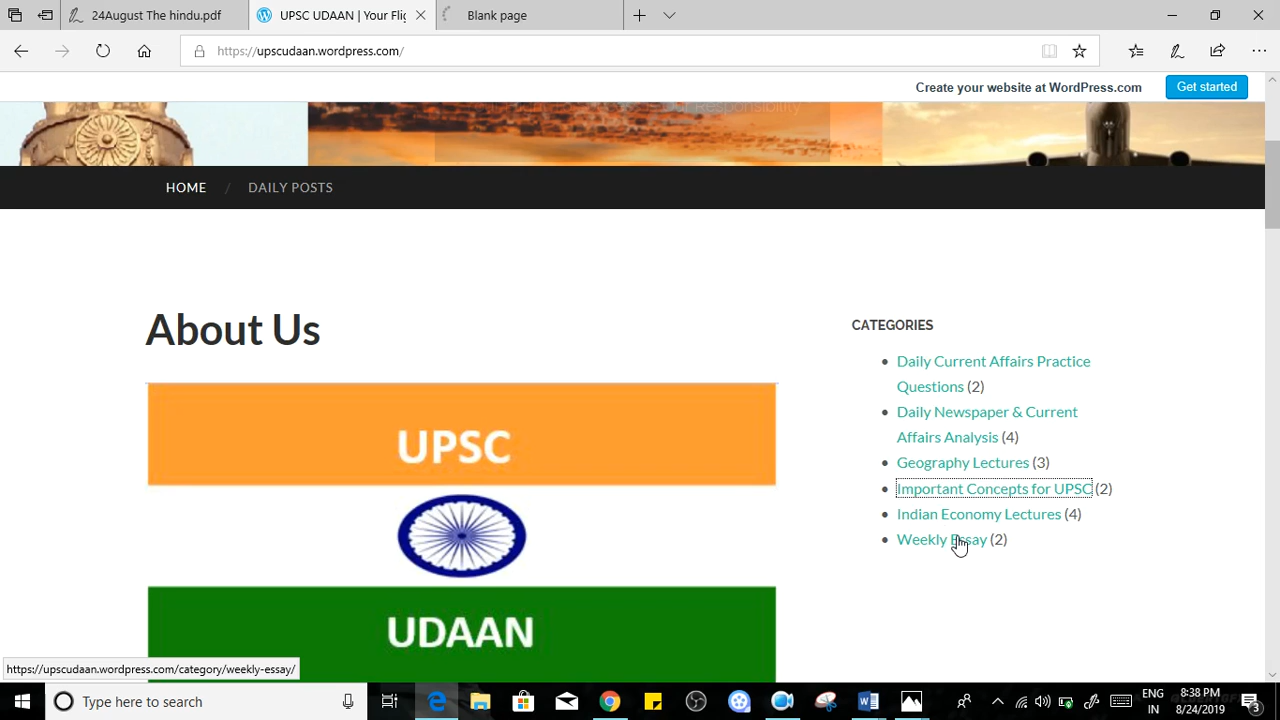 24August The hindu.pdf
UPSC UDAAN | Your Fli
Blank page
https://upscudaan.wordpress.com/
Create your website at WordPress.com
Get started
Responsibility
HOME / DAILY POSTS
About Us
UPSC
UDAAN
CATEGORIES
Daily Current Affairs Practice
Questions (2)
Daily Newspaper & Current
Affairs Analysis (4)
Geography Lectures (3)
Important Concepts for UPSC (2)
Indian Economy Lectures (4)
Weekly Essay (2)
https://upscudaan.wordpress.com/category/weekly-essay/
Type here to search
ENG
IN
8:38 PM
8/24/2019
3